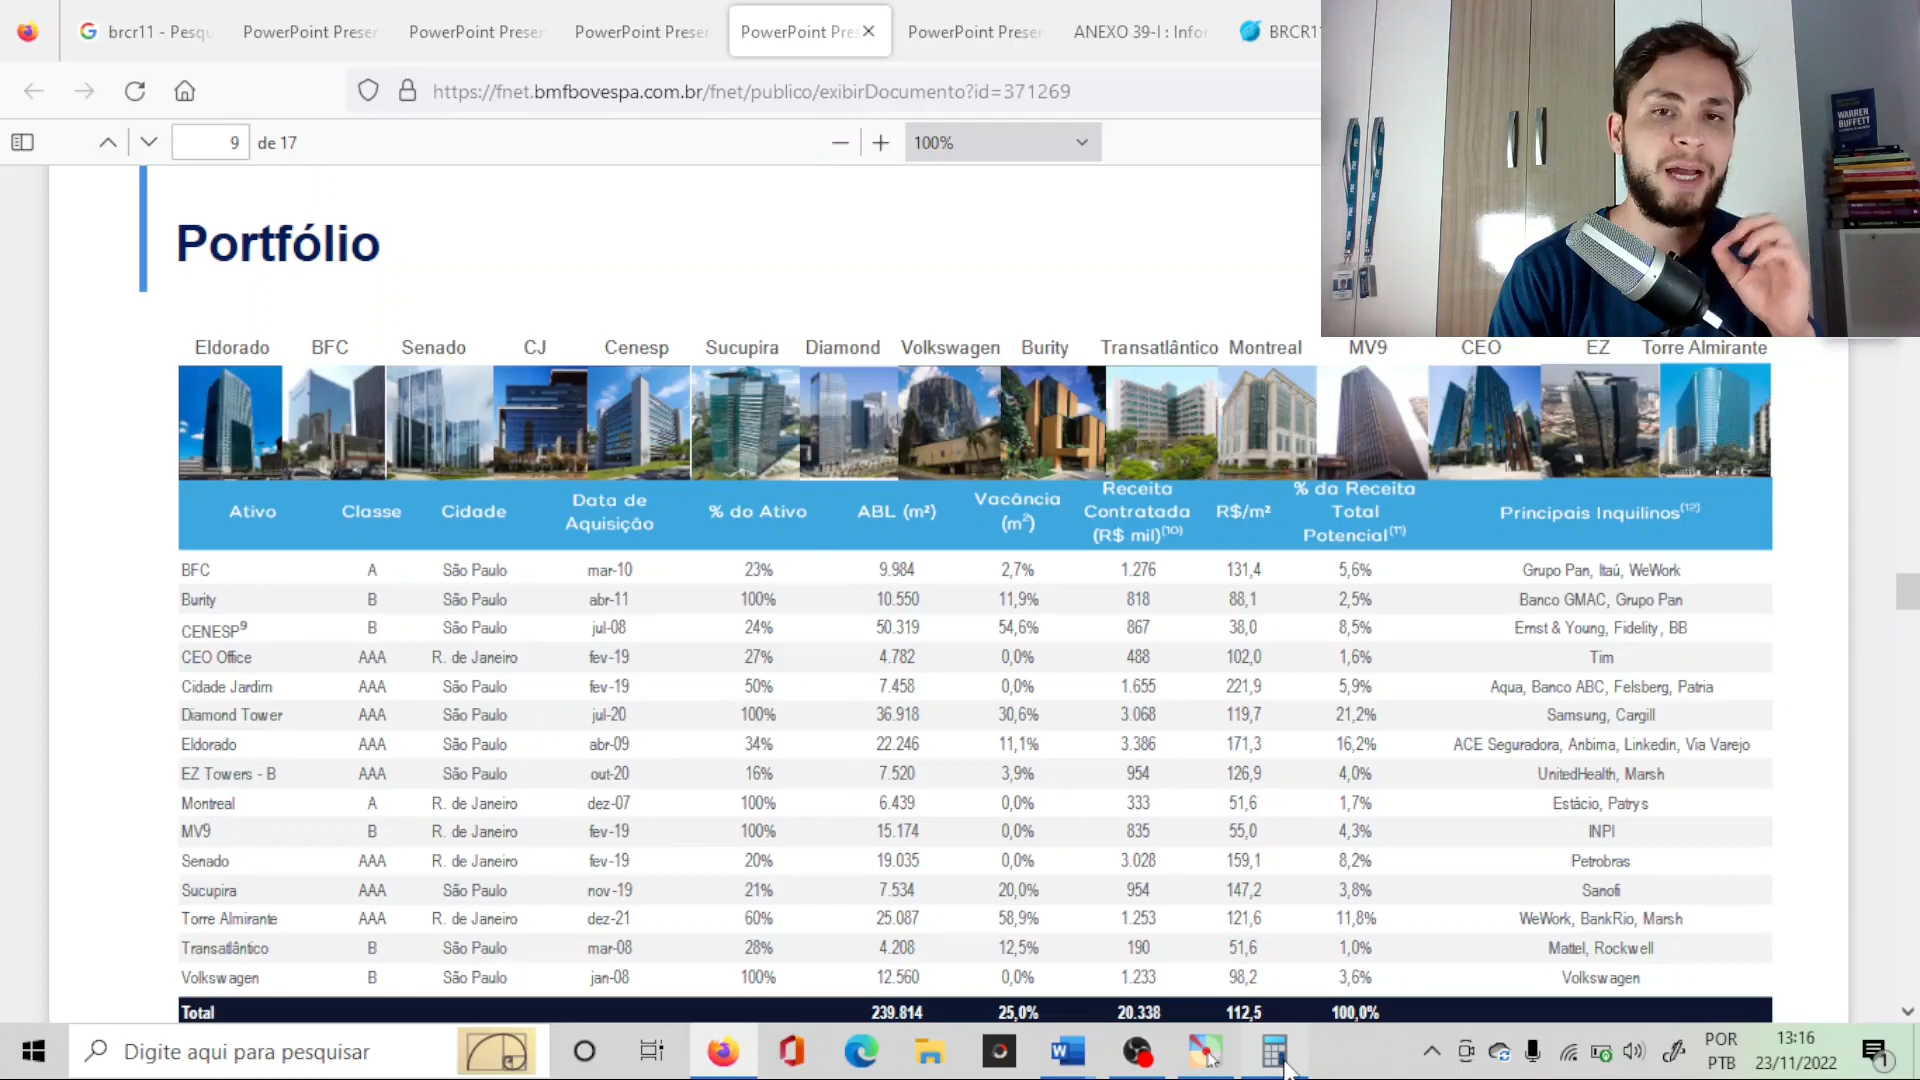 brcr11 - Pesqu
PowerPoint Preser
PowerPoint Preser
PowerPoint Preser
PowerPoint Pres
PowerPoint Presen
ANEXO 39-I : Infor
BRCR1
https://fnet.bmfbovespa.com.br/fnet/publico/exibirDocumento?id=371269
9 de 17
100%
WARREN BUFFETT
Portfólio
Eldorado BFC Senado CJ Cenesp Sucupira Diamond Volkswagen Burity Transatlântico Montreal MV9 CEO EZ Torre Almirante
Ativo Classe Cidade Data de Aquisição % do Ativo ABL (m²) Vacância (m²) Receita Contratada (R$ mil)(10) R$/m² % da Receita Total Potencial(11) Principais Inquilinos(12)
BFC A São Paulo mar-10 23% 9.984 2,7% 1.276 131,4 5,6% Grupo Pan, Itaú, WeWork
Burity B São Paulo abr-11 100% 10.550 11,9% 818 88,1 2,5% Banco GMAC, Grupo Pan
CENESP9 B São Paulo jul-08 24% 50.319 54,6% 867 38,0 8,5% Ernst & Young, Fidelity, BB
CEO Office AAA R. de Janeiro fev-19 27% 4.782 0,0% 488 102,0 1,6% Tim
Cidade Jardim AAA São Paulo fev-19 50% 7.458 0,0% 1.655 221,9 5,9% Aqua, Banco ABC, Felsberg, Patria
Diamond Tower AAA São Paulo jul-20 100% 36.918 30,6% 3.068 119,7 21,2% Samsung, Cargill
Eldorado AAA São Paulo abr-09 34% 22.246 11,1% 3.386 171,3 16,2% ACE Seguradora, Anbima, Linkedin, Via Varejo
EZ Towers - B AAA São Paulo out-20 16% 7.520 3,9% 954 126,9 4,0% UnitedHealth, Marsh
Montreal A R. de Janeiro dez-07 100% 6.439 0,0% 333 51,6 1,7% Estácio, Patrys
MV9 B R. de Janeiro fev-19 100% 15.174 0,0% 835 55,0 4,3% INPI
Senado AAA R. de Janeiro fev-19 20% 19.035 0,0% 3.028 159,1 8,2% Petrobras
Sucupira AAA São Paulo nov-19 21% 7.534 20,0% 954 147,2 3,8% Sanofi
Torre Almirante AAA R. de Janeiro dez-21 60% 25.087 58,9% 1.253 121,6 11,8% WeWork, BankRio, Marsh
Transatlântico B São Paulo mar-08 28% 4.208 12,5% 190 51,6 1,0% Mattel, Rockwell
Volkswagen B São Paulo jan-08 100% 12.560 0,0% 1.233 98,2 3,6% Volkswagen
Total 239.814 25,0% 20.338 112,5 100,0%
Digite aqui para pesquisar
POR
PTB
13:16
23/11/2022
1